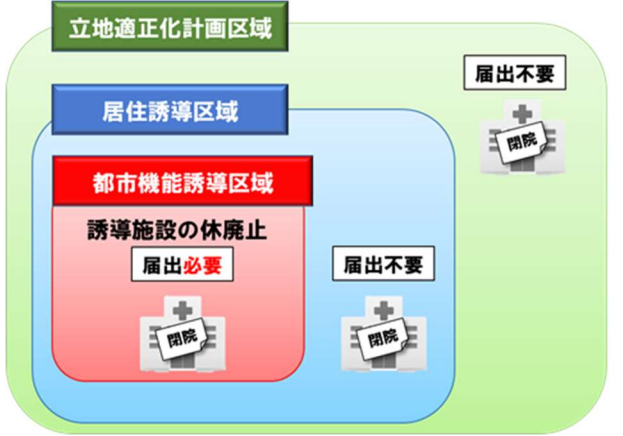 立地適正化計画区域
届出不要
閉院
居住誘導区域
都市機能誘導区域
誘導施設の休廃止
届出必要
閉院
届出不要
閉院